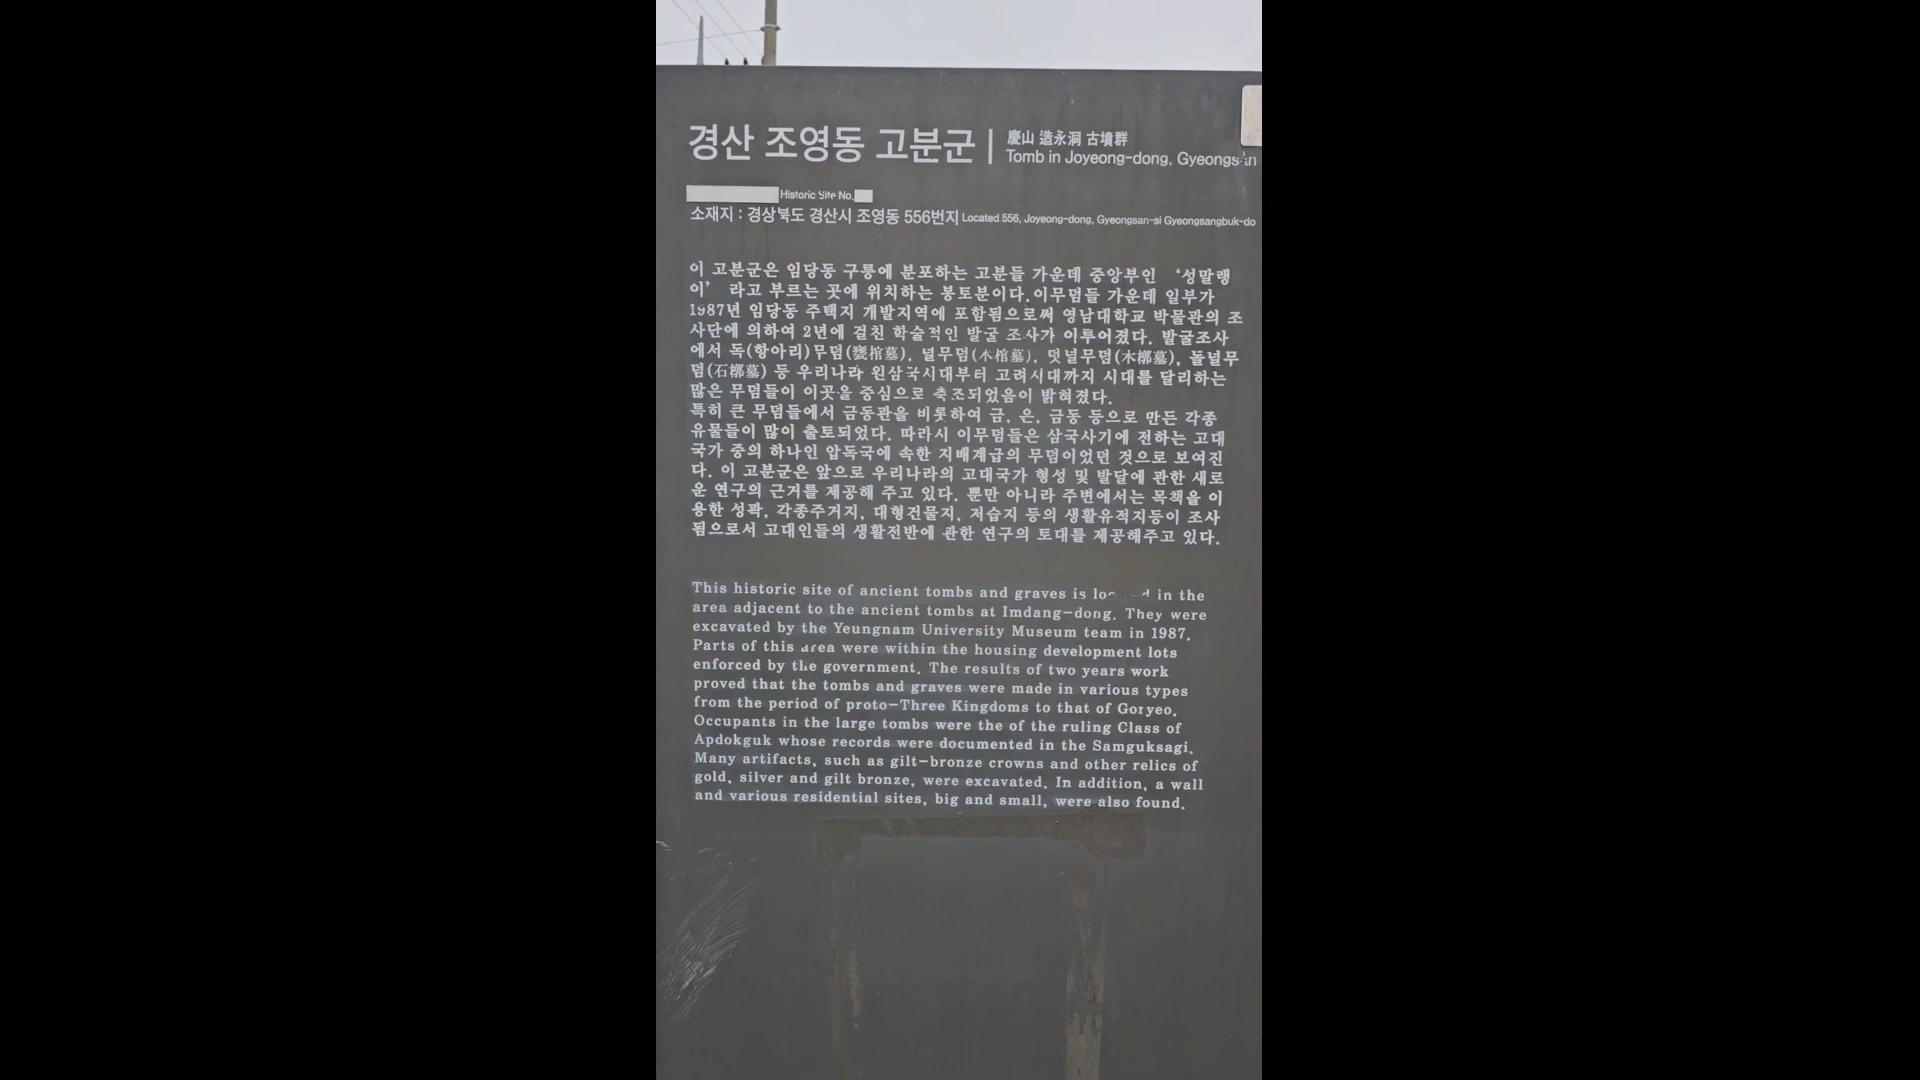 경산 조영동 고분군
慶山 造永洞 古墳群
Tomb in Joyeong-dong, Gyeongsan
Historic Site No.
소재지 : 경상북도 경산시 조영동 556번지 Located 556, Joyeong-dong, Gyeongsan-si Gyeongsangbuk-do
이 고분군은 임당동 구릉에 분포하는 고분들 가운데 중앙부인 ‘성말랭
이’ 라고 부르는 곳에 위치하는 봉토분이다.이무덤들 가운데 일부가
1987년 임당동 주택지 개발지역에 포함됨으로써 영남대학교 박물관의 조
사단에 의하여 2년에 걸친 학술적인 발굴 조사가 이루어졌다. 발굴조사
에서 독(항아리)무덤(甕棺墓), 널무덤(木棺墓), 덧널무덤(木槨墓), 돌널무
덤(石槨墓) 등 우리나라 원삼국시대부터 고려시대까지 시대를 달리하는
많은 무덤들이 이곳을 중심으로 축조되었음이 밝혀졌다.
특히 큰 무덤들에서 금동관을 비롯하여 금, 은, 금동 등으로 만든 각종
유물들이 많이 출토되었다. 따라시 이무덤들은 삼국사기에 전하는 고대
국가 중의 하나인 압독국에 속한 지배계급의 무덤이었던 것으로 보여진
다. 이 고분군은 앞으로 우리나라의 고대국가 형성 및 발달에 관한 새로
운 연구의 근거를 제공해 주고 있다. 뿐만 아니라 주변에서는 목책을 이
용한 성곽, 각종주거지, 대형건물지, 저습지 등의 생활유적지등이 조사
됨으로서 고대인들의 생활전반에 관한 연구의 토대를 제공해주고 있다.
This historic site of ancient tombs and graves is in the
area adjacent to the ancient tombs at Imdang-dong. They were
excavated by the Yeungnam University Museum team in 1987.
Parts of this area were within the housing development lots
enforced by the government. The results of two years work
proved that the tombs and graves were made in various types
from the period of proto-Three Kingdoms to that of Goryeo.
Occupants in the large tombs were the of the ruling Class of
Apdokguk whose records were documented in the Samguksagi.
Many artifacts, such as gilt-bronze crowns and other relics of
gold, silver and gilt bronze, were excavated. In addition, a wall
and various residential sites, big and small, were also found.